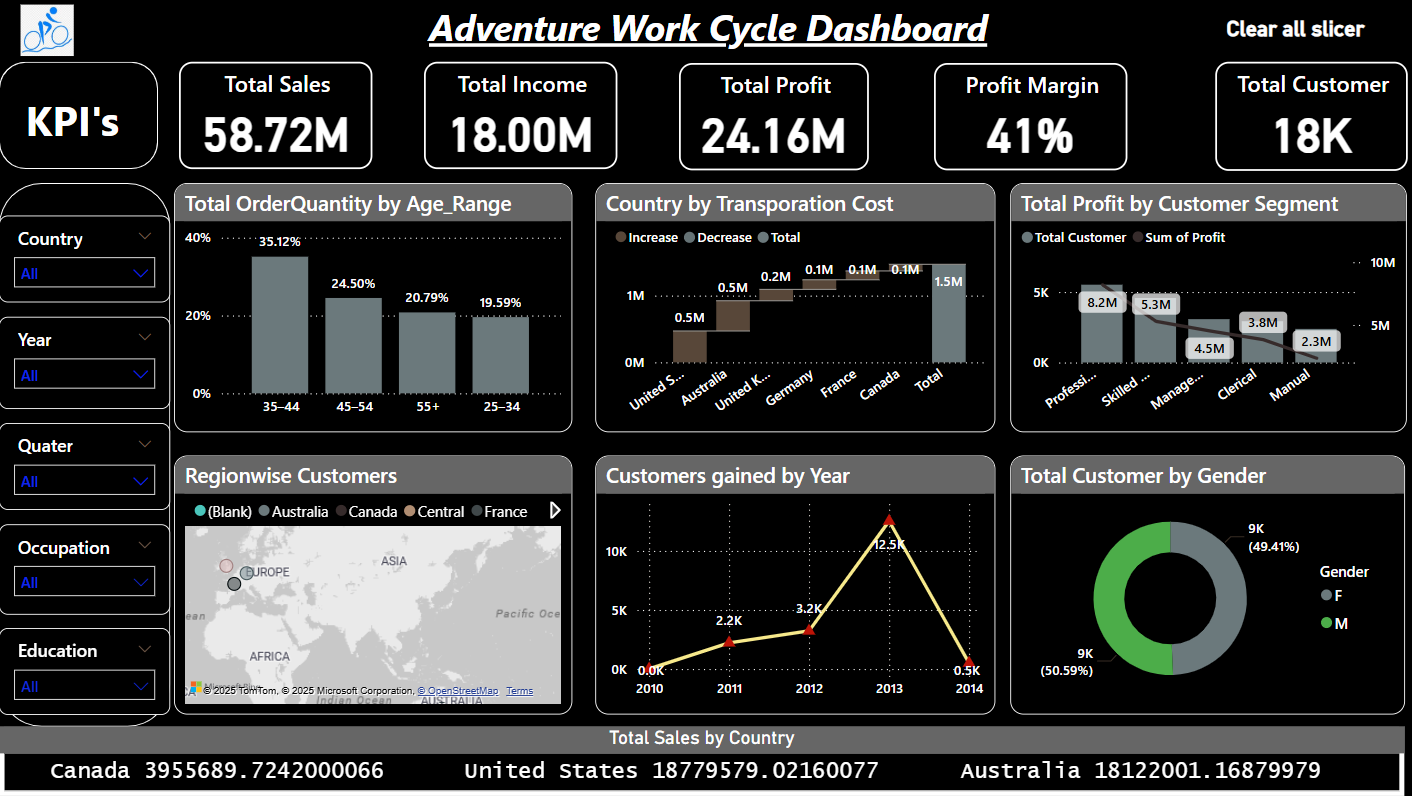 Adventure Work Cycle Dashboard
Clear all slicer
KPI's
Total Sales
58.72M
Total Income
18.00M
Total Profit
24.16M
Profit Margin
41%
Total Customer
18K
Country
All
Year
All
Quater
All
Occupation
All
Education
All
Total OrderQuantity by Age_Range
40%
20%
0%
35.12%
24.50%
20.79%
19.59%
35–44
45–54
55+
25–34
Country by Transporation Cost
Increase
Decrease
Total
1M
0M
0.5M
0.5M
0.2M
0.1M
0.1M
0.1M
1.5M
United S...
Australia
United K...
Germany
France
Canada
Total
Total Profit by Customer Segment
Total Customer
Sum of Profit
5K
0K
10M
5M
8.2M
5.3M
4.5M
3.8M
2.3M
Professi...
Skilled ...
Manage...
Clerical
Manual
Regionwise Customers
(Blank)
Australia
Canada
Central
France
EUROPE
ASIA
AFRICA
Pacific Oce
ean
Indian Ocean
AUSTRALIA
© 2025 TomTom, © 2025 Microsoft Corporation, © OpenStreetMap Terms
Customers gained by Year
10K
5K
0K
0.0K
2.2K
3.2K
12.5K
0.5K
2010
2011
2012
2013
2014
Total Customer by Gender
9K
(49.41%)
9K
(50.59%)
Gender
F
M
Total Sales by Country
Canada 3955689.7242000066
United States 18779579.02160077
Australia 18122001.16879979